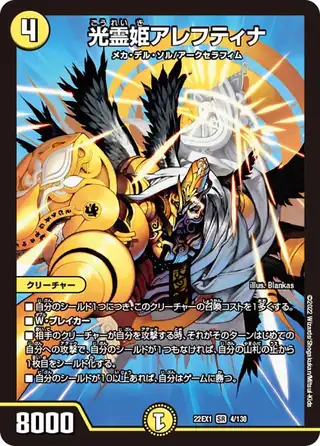 4
こうれいき
光霊姫アレフティナ
メカ・デル・ソル/アークセラフィム
illus. Blankas
クリーチャー
■自分のシールド1つにつき、このクリーチャーの召喚コストを1多くする。
■W・ブレイカー
■相手のクリーチャーが自分を攻撃する時、それがそのターンはじめての
自分への攻撃で、自分のシールドが1つもなければ、自分の山札の上から
1枚目をシールド化する。
■自分のシールドが10以上あれば、自分はゲームに勝つ。
©2022 Wizards/Shogakukan/Mitsui-Kids
8000
1
22EX1 SR 4/130